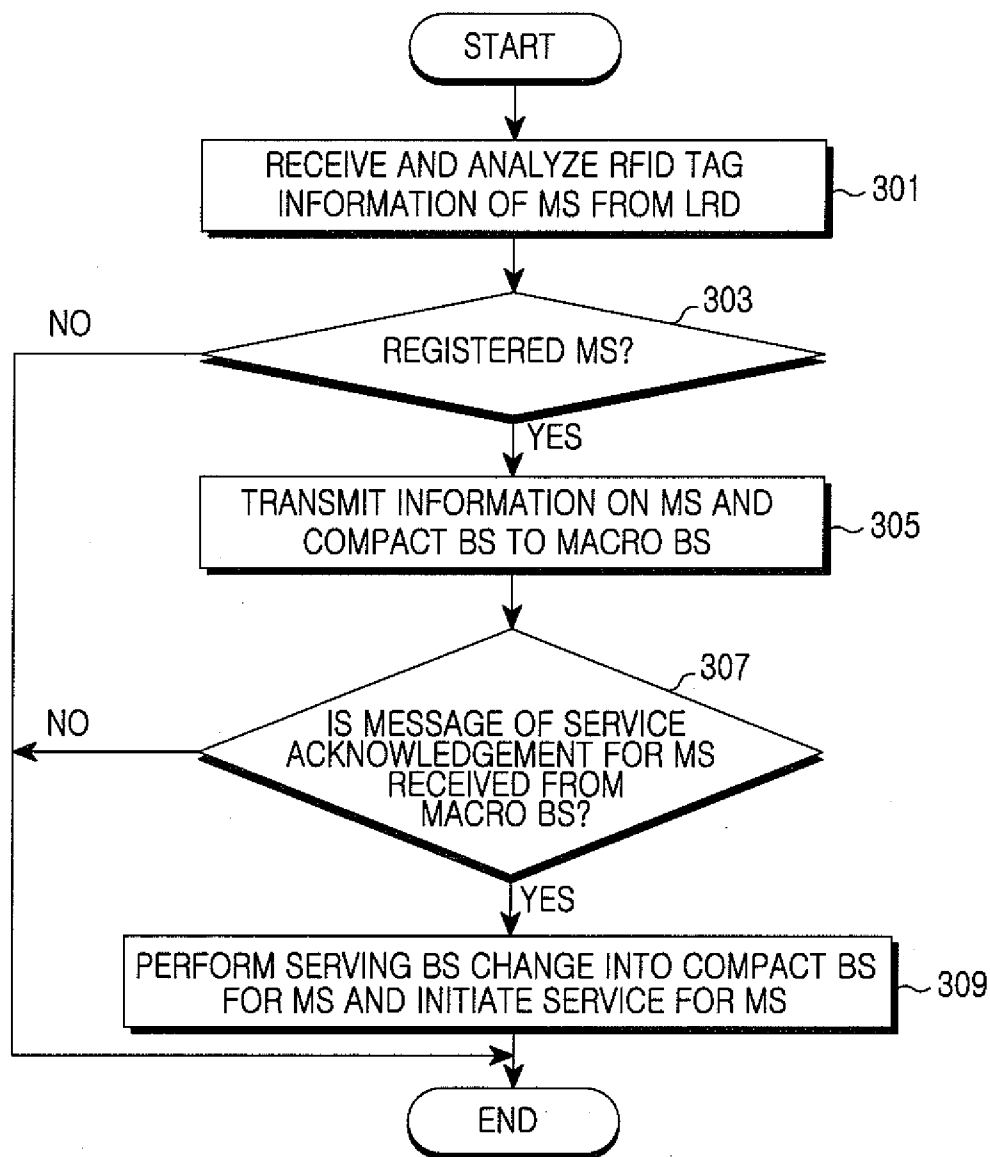 START
RECEIVE AND ANALYZE RFID TAG
INFORMATION OF MS FROM LRD
301
303
NO
REGISTERED MS?
YES
TRANSMIT INFORMATION ON MS AND
COMPACT BS TO MACRO BS
305
307
NO
IS MESSAGE OF SERVICE
ACKNOWLEDGEMENT FOR MS
RECEIVED FROM
MACRO BS?
YES
PERFORM SERVING BS CHANGE INTO COMPACT BS
FOR MS AND INITIATE SERVICE FOR MS
309
END